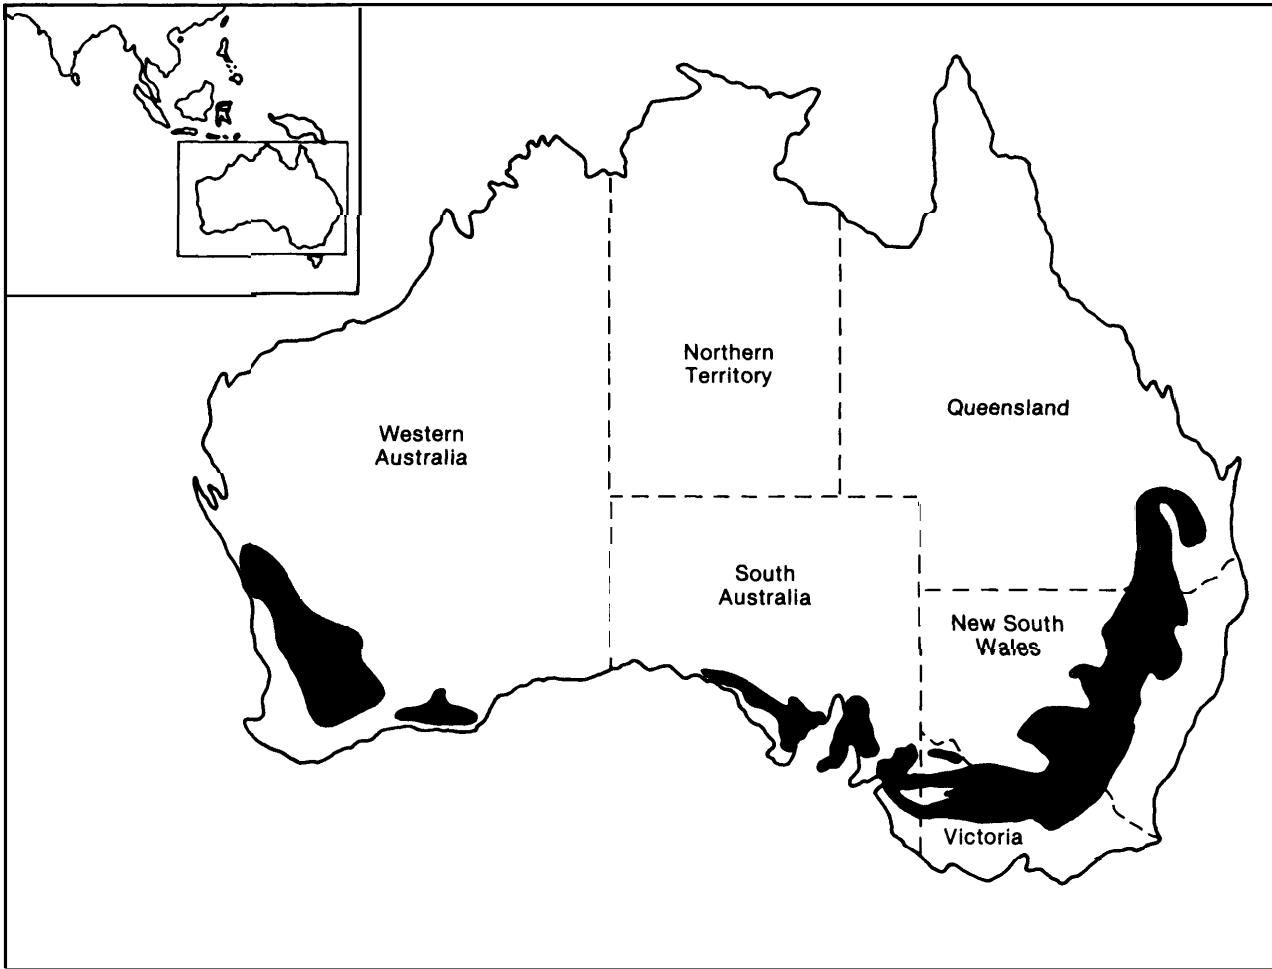 Northern
Territory
Queensland
Western
Australia
South
Australia
New South
Wales
Victoria